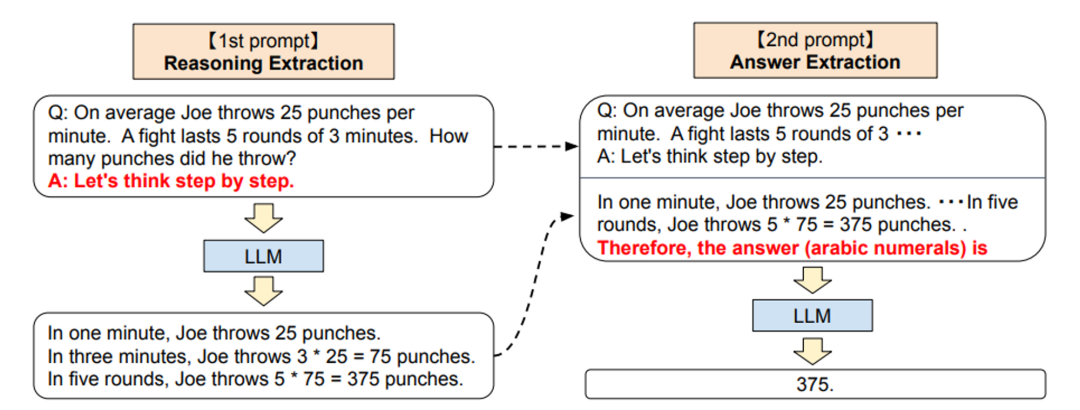 【1st prompt】
Reasoning Extraction
Q: On average Joe throws 25 punches per
minute. A fight lasts 5 rounds of 3 minutes. How
many punches did he throw?
A: Let's think step by step.
LLM
In one minute, Joe throws 25 punches.
In three minutes, Joe throws 3 * 25 = 75 punches.
In five rounds, Joe throws 5 * 75 = 375 punches.
【2nd prompt】
Answer Extraction
Q: On average Joe throws 25 punches per
minute. A fight lasts 5 rounds of 3 ･･･
A: Let's think step by step.
In one minute, Joe throws 25 punches. ･･･In five
rounds, Joe throws 5 * 75 = 375 punches. .
Therefore, the answer (arabic numerals) is
LLM
375.